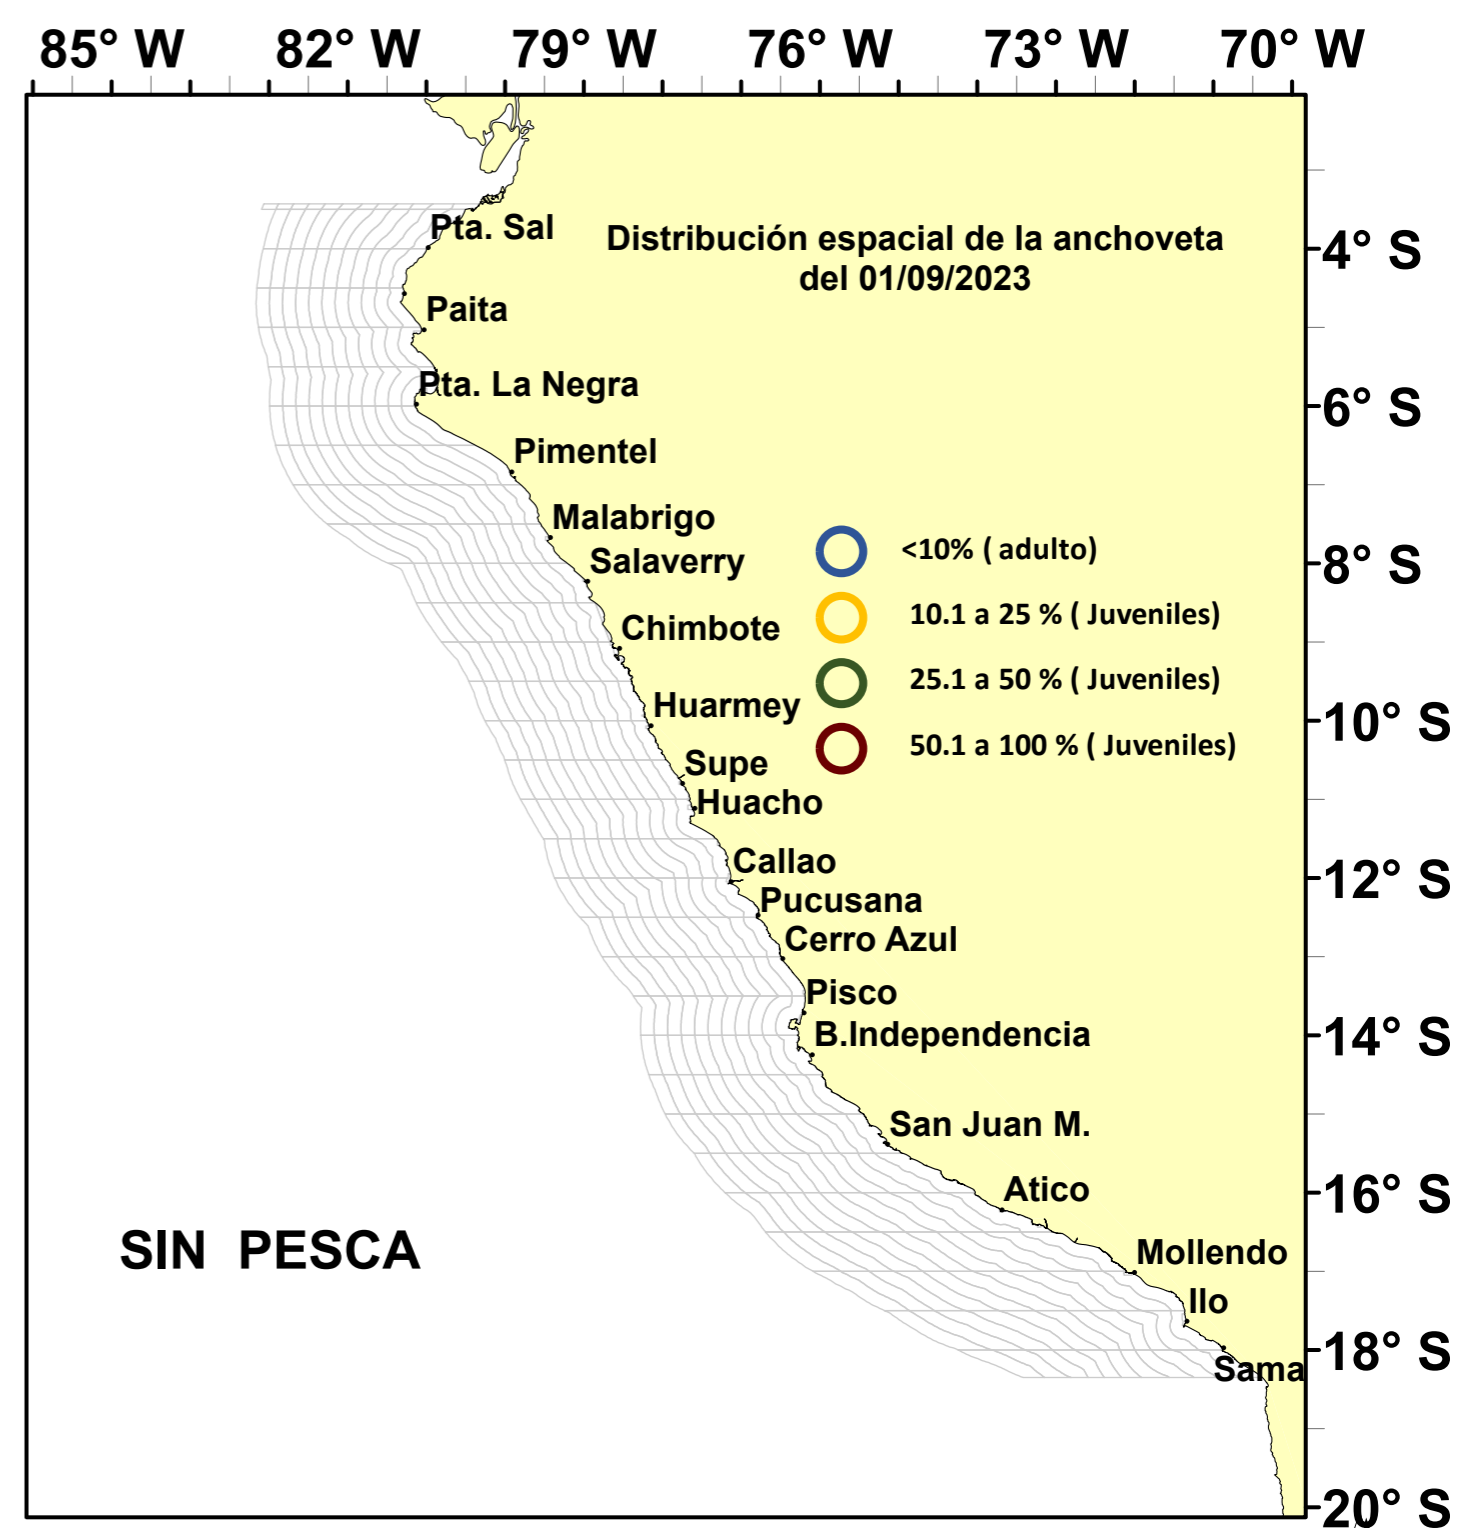 85° W 82° W 79° W 76° W 73° W 70° W
Pta. Sal
Distribución espacial de la anchoveta
del 01/09/2023
4° S
Paita
Pta. La Negra
6° S
Pimentel
Malabrigo
<10% ( adulto)
Salaverry
8° S
10.1 a 25 % ( Juveniles)
Chimbote
25.1 a 50 % ( Juveniles)
Huarmey
10° S
50.1 a 100 % ( Juveniles)
Supe
Huacho
Callao
12° S
Pucusana
Cerro Azul
Pisco
B.Independencia
14° S
San Juan M.
Atico
16° S
SIN PESCA
Mollendo
Ilo
18° S
Sama
20° S